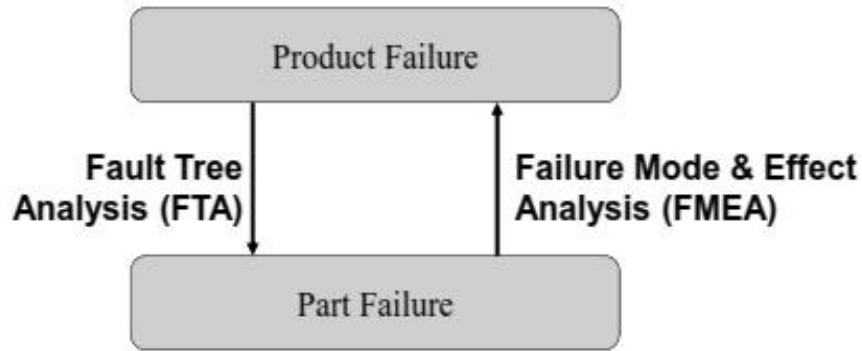 Product Failure
Fault Tree
Analysis (FTA)
Failure Mode & Effect
Analysis (FMEA)
Part Failure